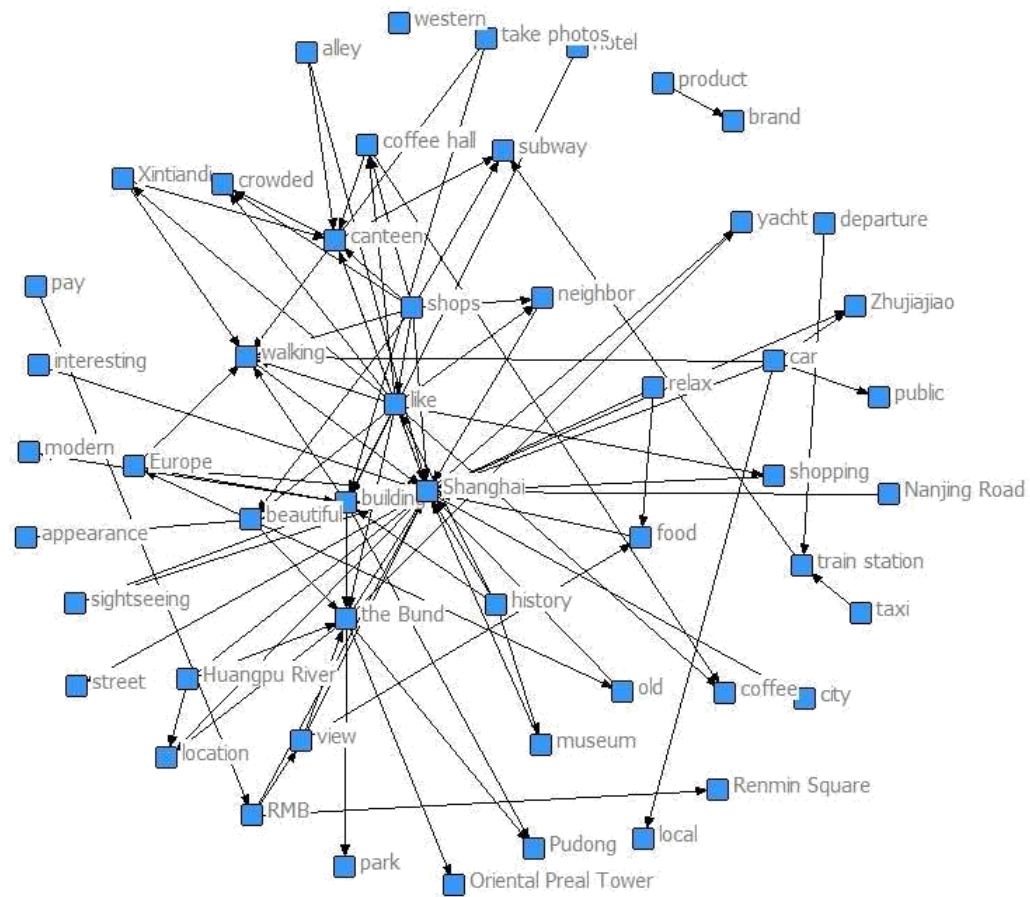 western
take photos
hotel
alley
product
brand
coffee hall
subway
Xintiandi
crowded
canteen
yacht
departure
pay
shops
neighbor
Zhujiajiao
interesting
walking
car
relax
public
like
modern
Europe
shopping
Shanghai
Nanjing Road
building
beautiful
appearance
food
train station
sightseeing
the Bund
history
taxi
street
Huangpu River
old
coffee
city
location
view
museum
RMB
Renmin Square
local
Pudong
park
Oriental Preal Tower